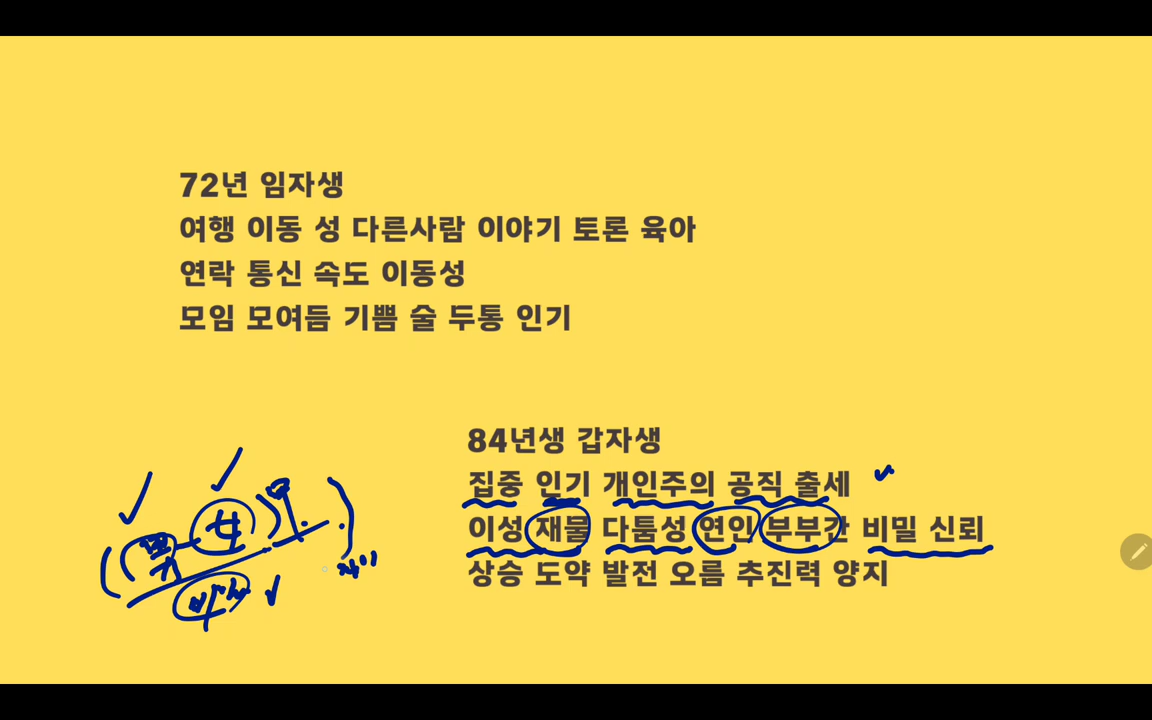 72년 임자생
여행 이동 성 다른사람 이야기 토론 육아
연락 통신 속도 이동성
모임 모여듬 기쁨 술 두통 인기
84년생 갑자생
집중 인기 개인주의 공직 출세
이성 재물 다툼성 연인 부부간 비밀 신뢰
상승 도약 발전 오름 추진력 양지
男 女